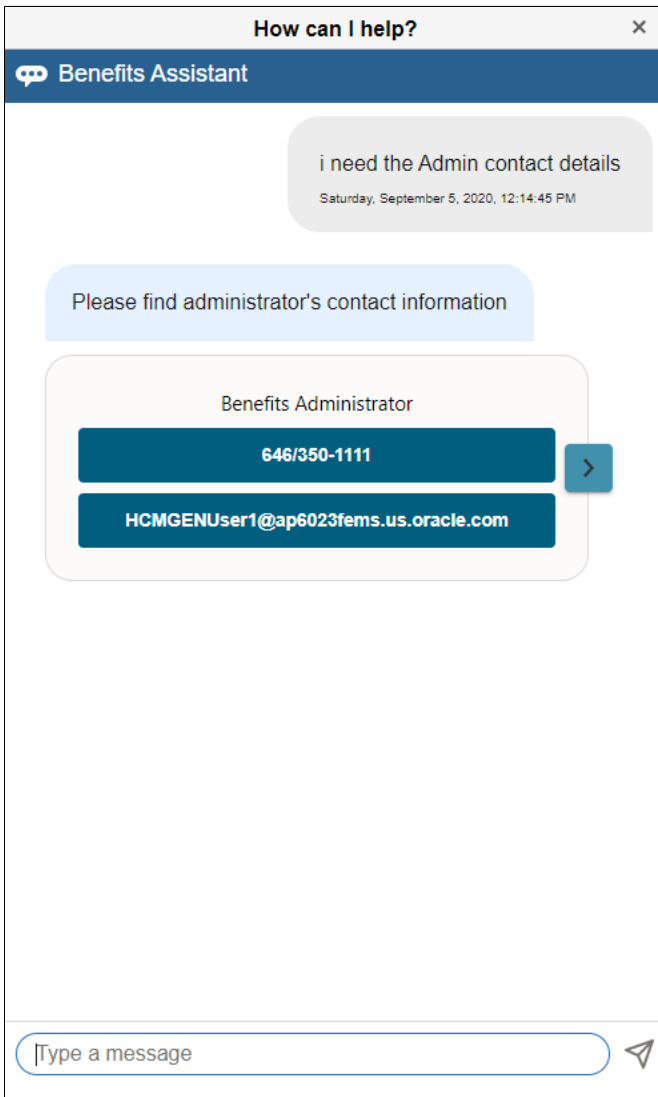 How can I help?
Benefits Assistant
i need the Admin contact details
Saturday, September 5, 2020, 12:14:45 PM
Please find administrator's contact information
Benefits Administrator
646/350-1111
HCMGENUser1@ap6023fems.us.oracle.com
Type a message